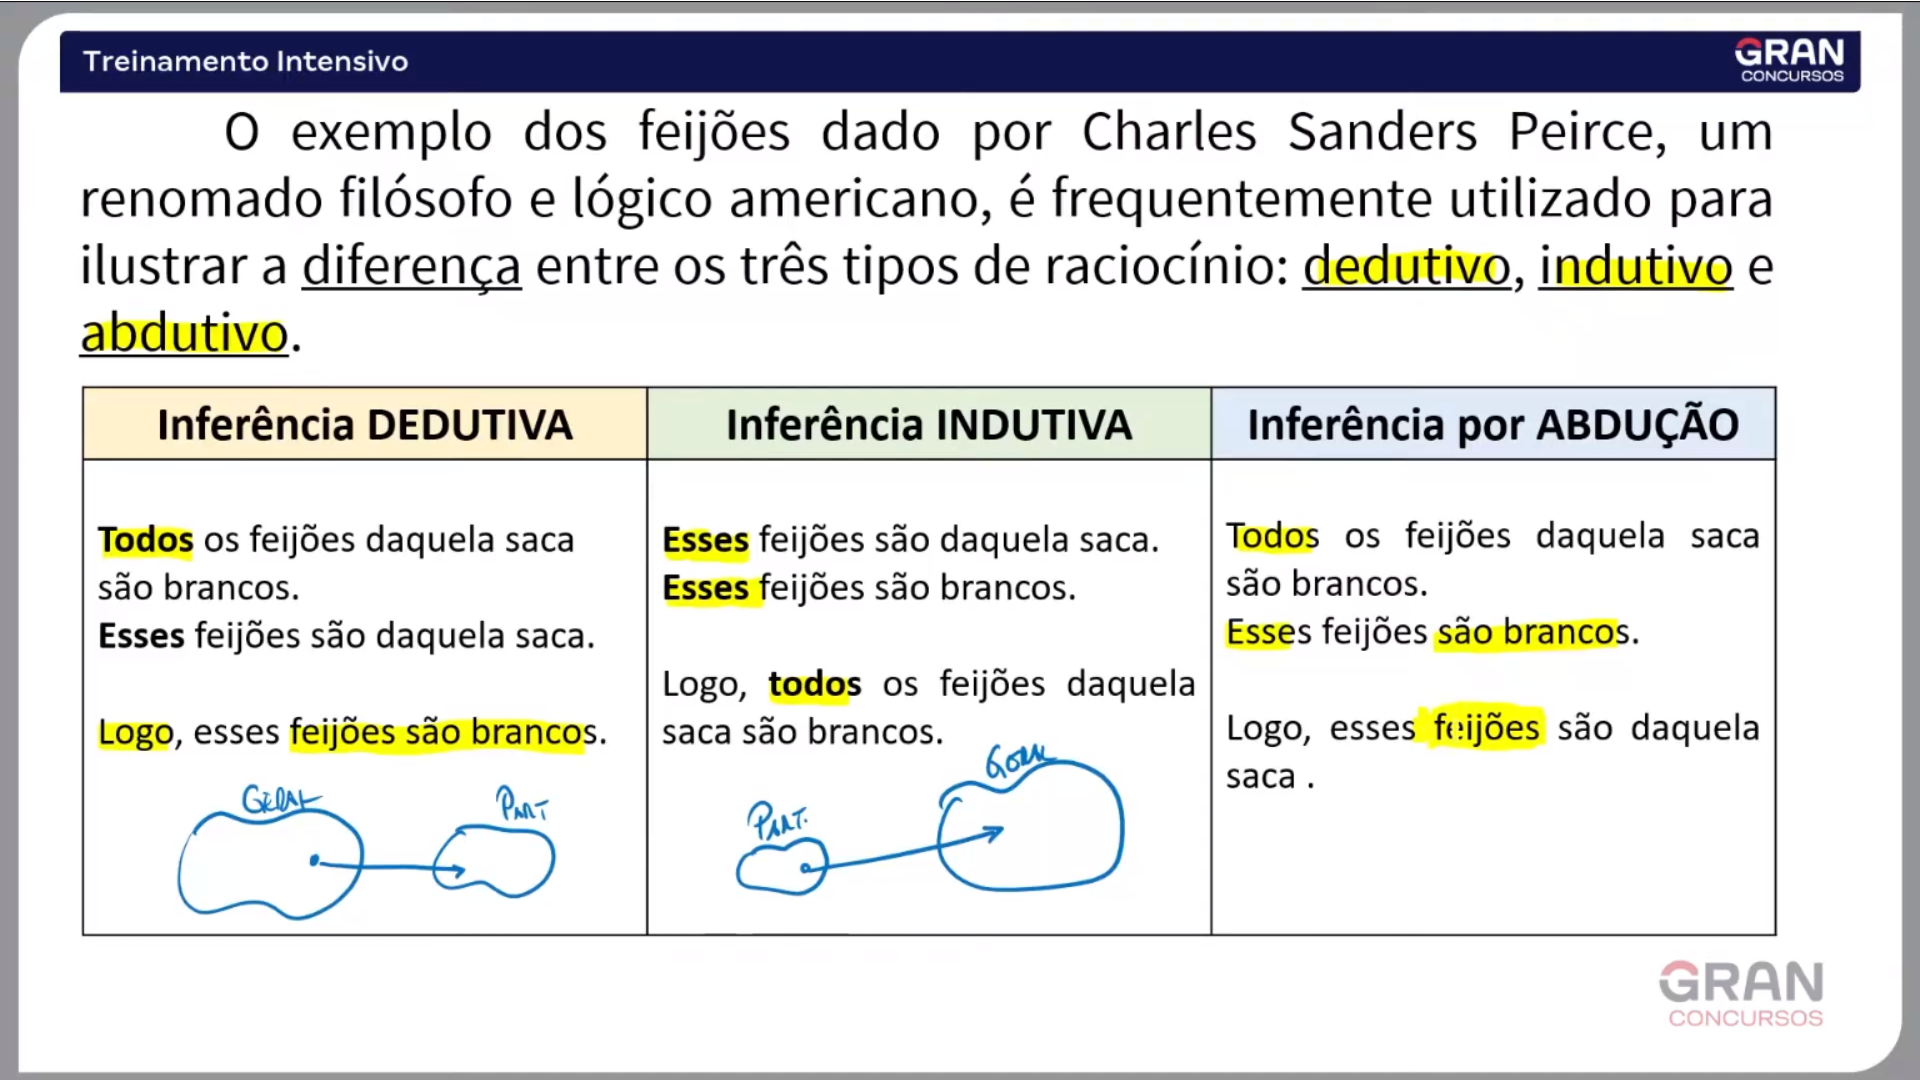 Treinamento Intensivo
GRAN
CONCURSOS
O exemplo dos feijões dado por Charles Sanders Peirce, um
renomado filósofo e lógico americano, é frequentemente utilizado para
ilustrar a diferença entre os três tipos de raciocínio: dedutivo, indutivo e
abdutivo.
Inferência DEDUTIVA
Todos os feijões daquela saca
são brancos.
Esses feijões são daquela saca.
Logo, esses feijões são brancos.
GERAL
PART
Inferência INDUTIVA
Esses feijões são daquela saca.
Esses feijões são brancos.
Logo, todos os feijões daquela
saca são brancos.
PART.
GERAL
Inferência por ABDUÇÃO
Todos os feijões daquela saca
são brancos.
Esses feijões são brancos.
Logo, esses feijões são daquela
saca .
GRAN
CONCURSOS